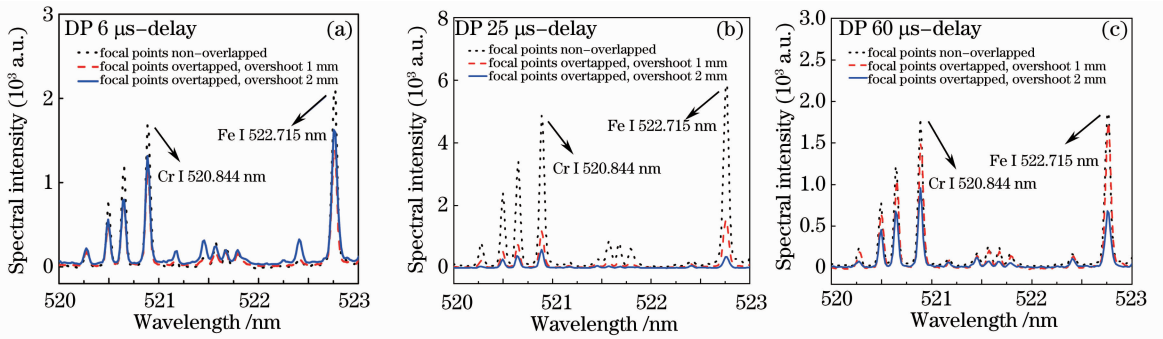 DP 6 μs-delay
(a)
focal points non-overlapped
focal points overtapped, overshoot 1 mm
focal points overtapped, overshoot 2 mm
Fe I 522.715 nm
Cr I 520.844 nm
Spectral intensity (10³ a.u.)
3
2
1
0
520
521
522
523
Wavelength /nm
DP 25 μs-delay
(b)
focal points non-overlapped
focal points overtapped, overshoot 1 mm
focal points overtapped, overshoot 2 mm
Fe I 522.715 nm
Cr I 520.844 nm
Spectral intensity (10³ a.u.)
8
6
4
2
0
520
521
522
523
Wavelength /nm
DP 60 μs-delay
(c)
focal points non-overlapped
focal points overtapped, overshoot 1 mm
focal points overtapped, overshoot 2 mm
Fe I 522.715 nm
Cr I 520.844 nm
Spectral intensity (10³ a.u.)
3.0
2.5
2.0
1.5
1.0
0.5
0
520
521
522
523
Wavelength /nm